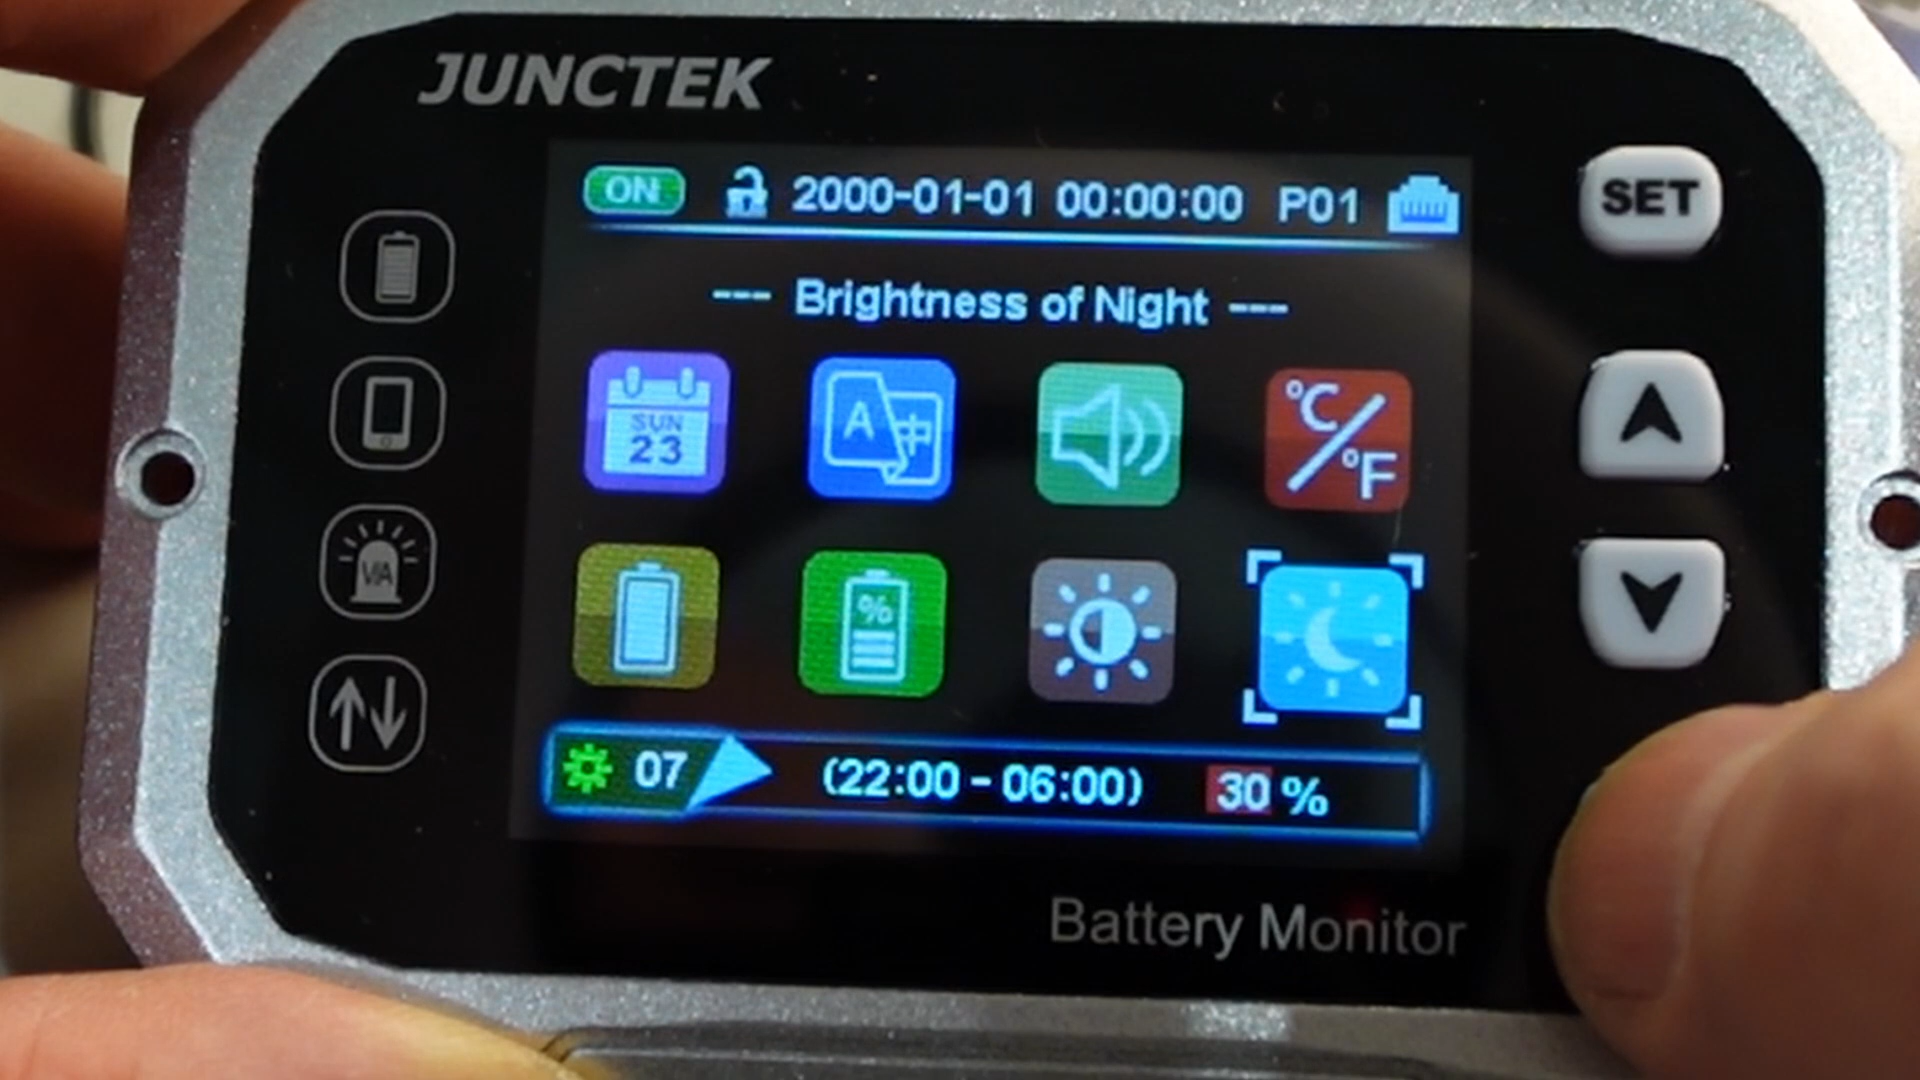 JUNCTEK
ON 2000-01-01 00:00:00 P01
SET
--- Brightness of Night ---
SUN
23
A 中
°C/°F
%
V/A
07 (22:00 - 06:00) 30 %
Battery Monitor